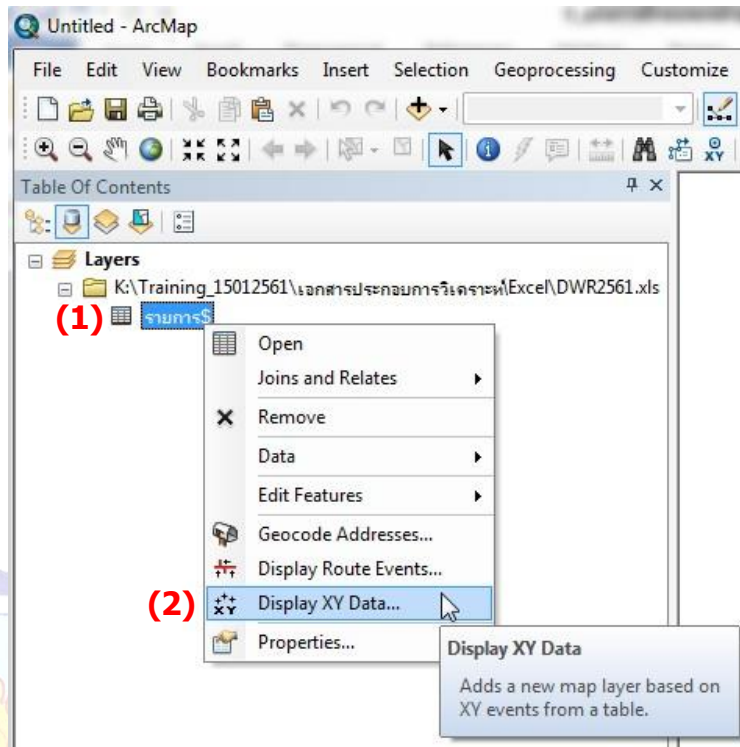 Untitled - ArcMap
File Edit View Bookmarks Insert Selection Geoprocessing Customize
XY
Table Of Contents
Layers
K:\Training_15012561\เอกสารประกอบการวิเคราะห์\Excel\DWR2561.xls
(1) รายการ$
Open
Joins and Relates
Remove
Data
Edit Features
Geocode Addresses...
Display Route Events...
(2) XY Display XY Data...
Properties...
Display XY Data
Adds a new map layer based on
XY events from a table.